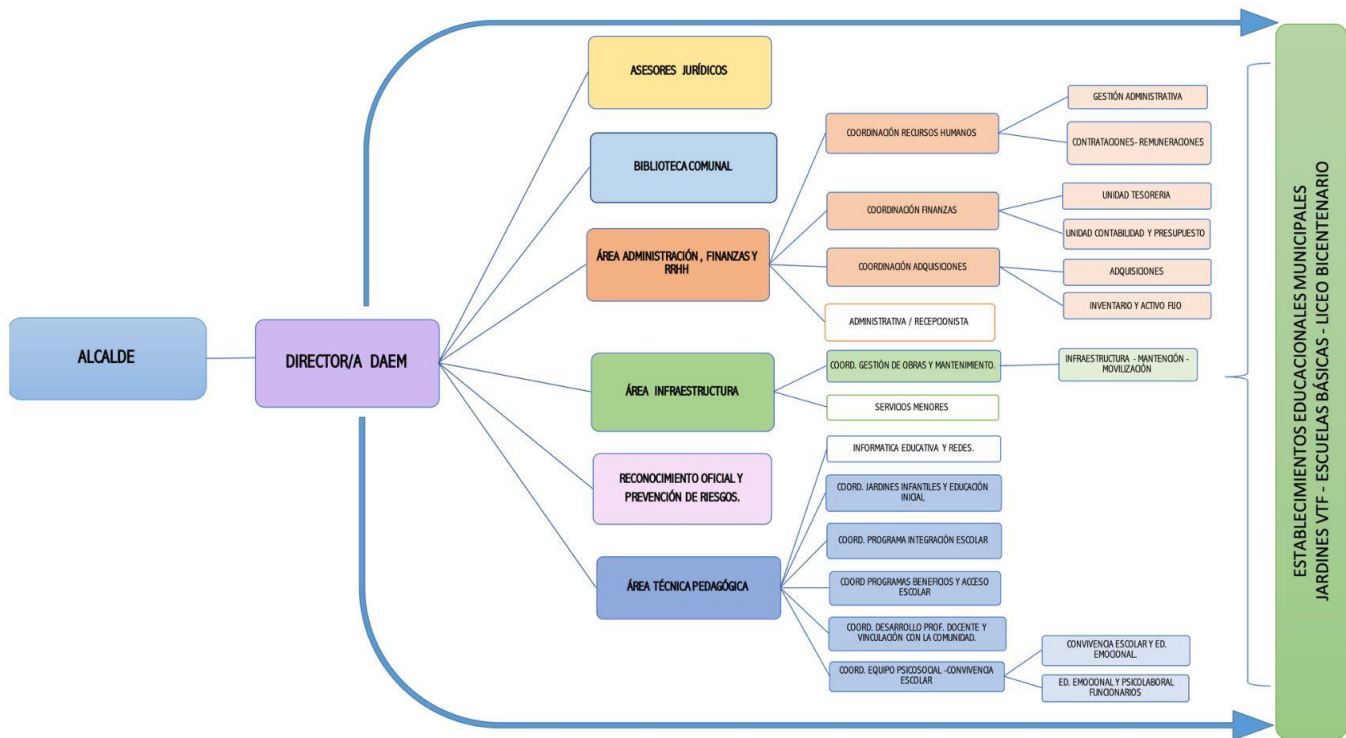 ALCALDE
DIRECTOR/A DAEM
ASESORES JURÍDICOS
BIBLIOTECA COMUNAL
ÁREA ADMINISTRACIÓN , FINANZAS Y
RRHH
ÁREA INFRAESTRUCTURA
RECONOCIMIENTO OFICIAL Y
PREVENCIÓN DE RIESGOS.
ÁREA TÉCNICA PEDAGÓGICA
COORDINACIÓN RECURSOS HUMANOS
COORDINACIÓN FINANZAS
COORDINACIÓN ADQUISICIONES
ADMINISTRATIVA / RECEPCIONISTA
COORD. GESTIÓN DE OBRAS Y MANTENIMIENTO.
SERVICIOS MENORES
INFORMATICA EDUCATIVA Y REDES.
COORD. JARDINES INFANTILES Y EDUCACIÓN
INICIAL
COORD. PROGRAMA INTEGRACIÓN ESCOLAR
COORD PROGRAMAS BENEFICIOS Y ACCESO
ESCOLAR
COORD. DESARROLLO PROF. DOCENTE Y
VINCULACIÓN CON LA COMUNIDAD.
COORD. EQUIPO PSICOSOCIAL -CONVIVENCIA
ESCOLAR
GESTIÓN ADMINISTRATIVA
CONTRATACIONES- REMUNERACIONES
UNIDAD TESORERIA
UNIDAD CONTABILIDAD Y PRESUPUESTO
ADQUISICIONES
INVENTARIO Y ACTIVO FIJO
INFRAESTRUCTURA - MANTENCIÓN -
MOVILIZACIÓN
CONVIVENCIA ESCOLAR Y ED.
EMOCIONAL.
ED. EMOCIONAL Y PSICOLABORAL
FUNCIONARIOS
ESTABLECIMIENTOS EDUCACIONALES MUNICIPALES
JARDINES VTF - ESCUELAS BÁSICAS - LICEO BICENTENARIO